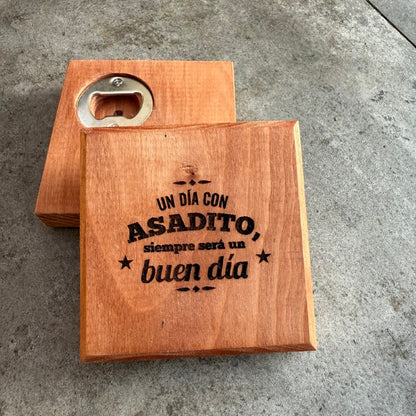 UN DÍA CON
ASADITO,
siempre será un
buen día